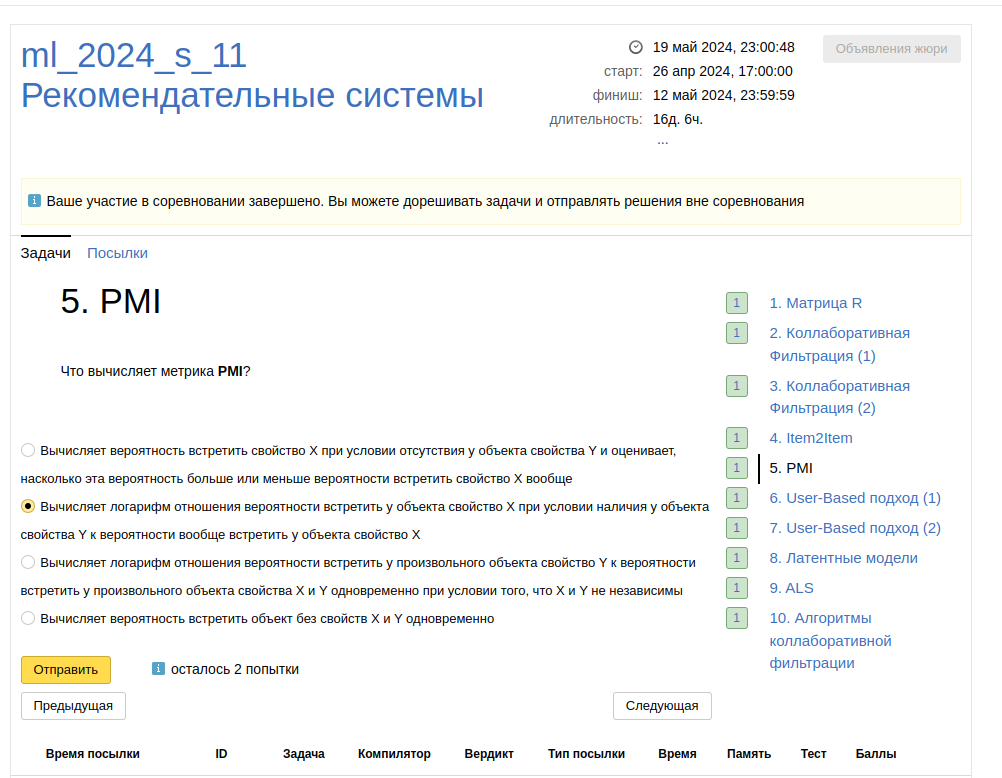 ml_2024_s_11
Рекомендательные системы
19 май 2024, 23:00:48
старт: 26 апр 2024, 17:00:00
финиш: 12 май 2024, 23:59:59
длительность: 16д. 6ч.
...
Объявления жюри
Ваше участие в соревновании завершено. Вы можете дорешивать задачи и отправлять решения вне соревнования
Задачи Посылки
5. PMI
Что вычисляет метрика PMI?
Вычисляет вероятность встретить свойство X при условии отсутствия у объекта свойства Y и оценивает,
насколько эта вероятность больше или меньше вероятности встретить свойство X вообще
Вычисляет логарифм отношения вероятности встретить у объекта свойство X при условии наличия у объекта
свойства Y к вероятности вообще встретить у объекта свойство X
Вычисляет логарифм отношения вероятности встретить у произвольного объекта свойство Y к вероятности
встретить у произвольного объекта свойства X и Y одновременно при условии того, что X и Y не независимы
Вычисляет вероятность встретить объект без свойств X и Y одновременно
Отправить
осталось 2 попытки
Предыдущая
Следующая
1 1. Матрица R
1 2. Коллаборативная
Фильтрация (1)
1 3. Коллаборативная
Фильтрация (2)
1 4. Item2Item
1 5. PMI
1 6. User-Based подход (1)
1 7. User-Based подход (2)
1 8. Латентные модели
1 9. ALS
1 10. Алгоритмы
коллаборативной
фильтрации
Время посылки ID Задача Компилятор Вердикт Тип посылки Время Память Тест Баллы